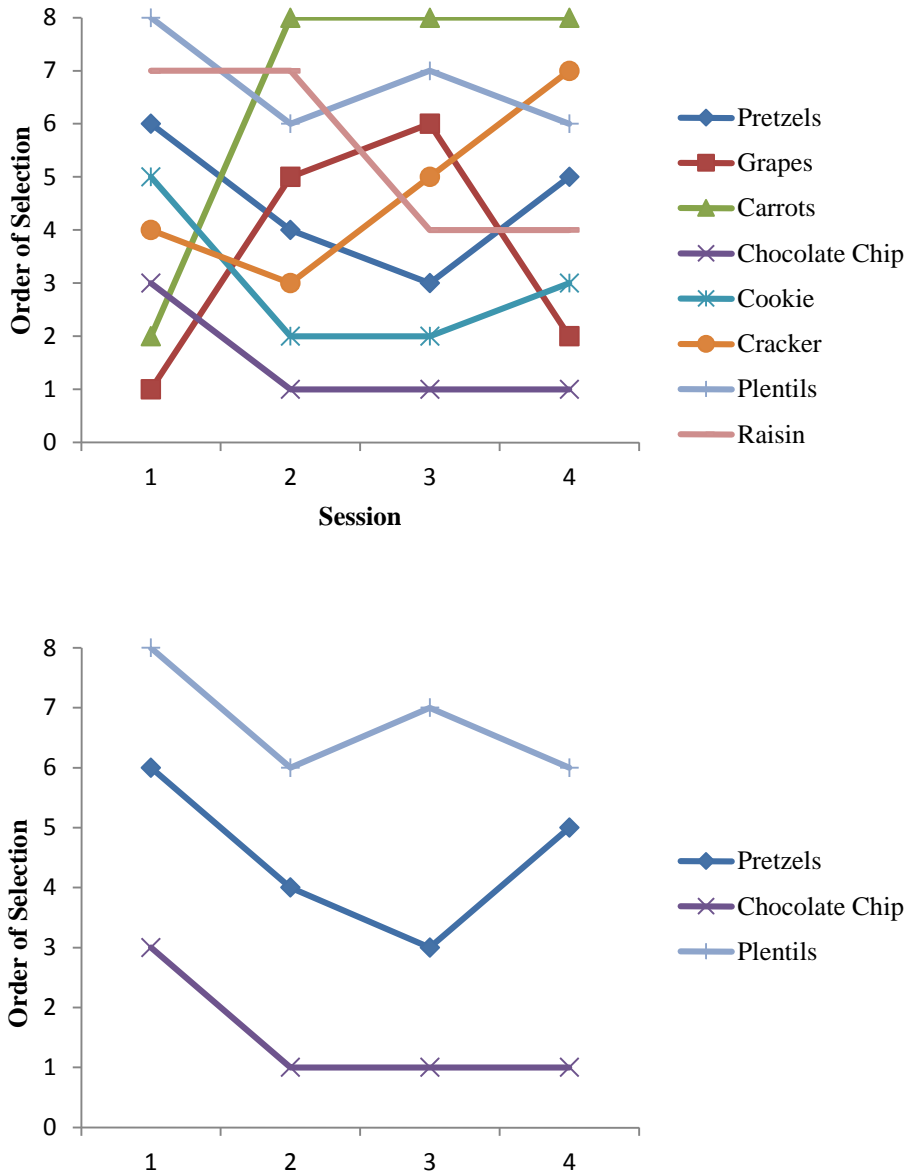 8
7
6
5
4
3
2
1
0
Order of Selection
1 2 3 4
Session
Pretzels
Grapes
Carrots
Chocolate Chip
Cookie
Cracker
Plentils
Raisin
8
7
6
5
4
3
2
1
0
Order of Selection
1 2 3 4
Pretzels
Chocolate Chip
Plentils